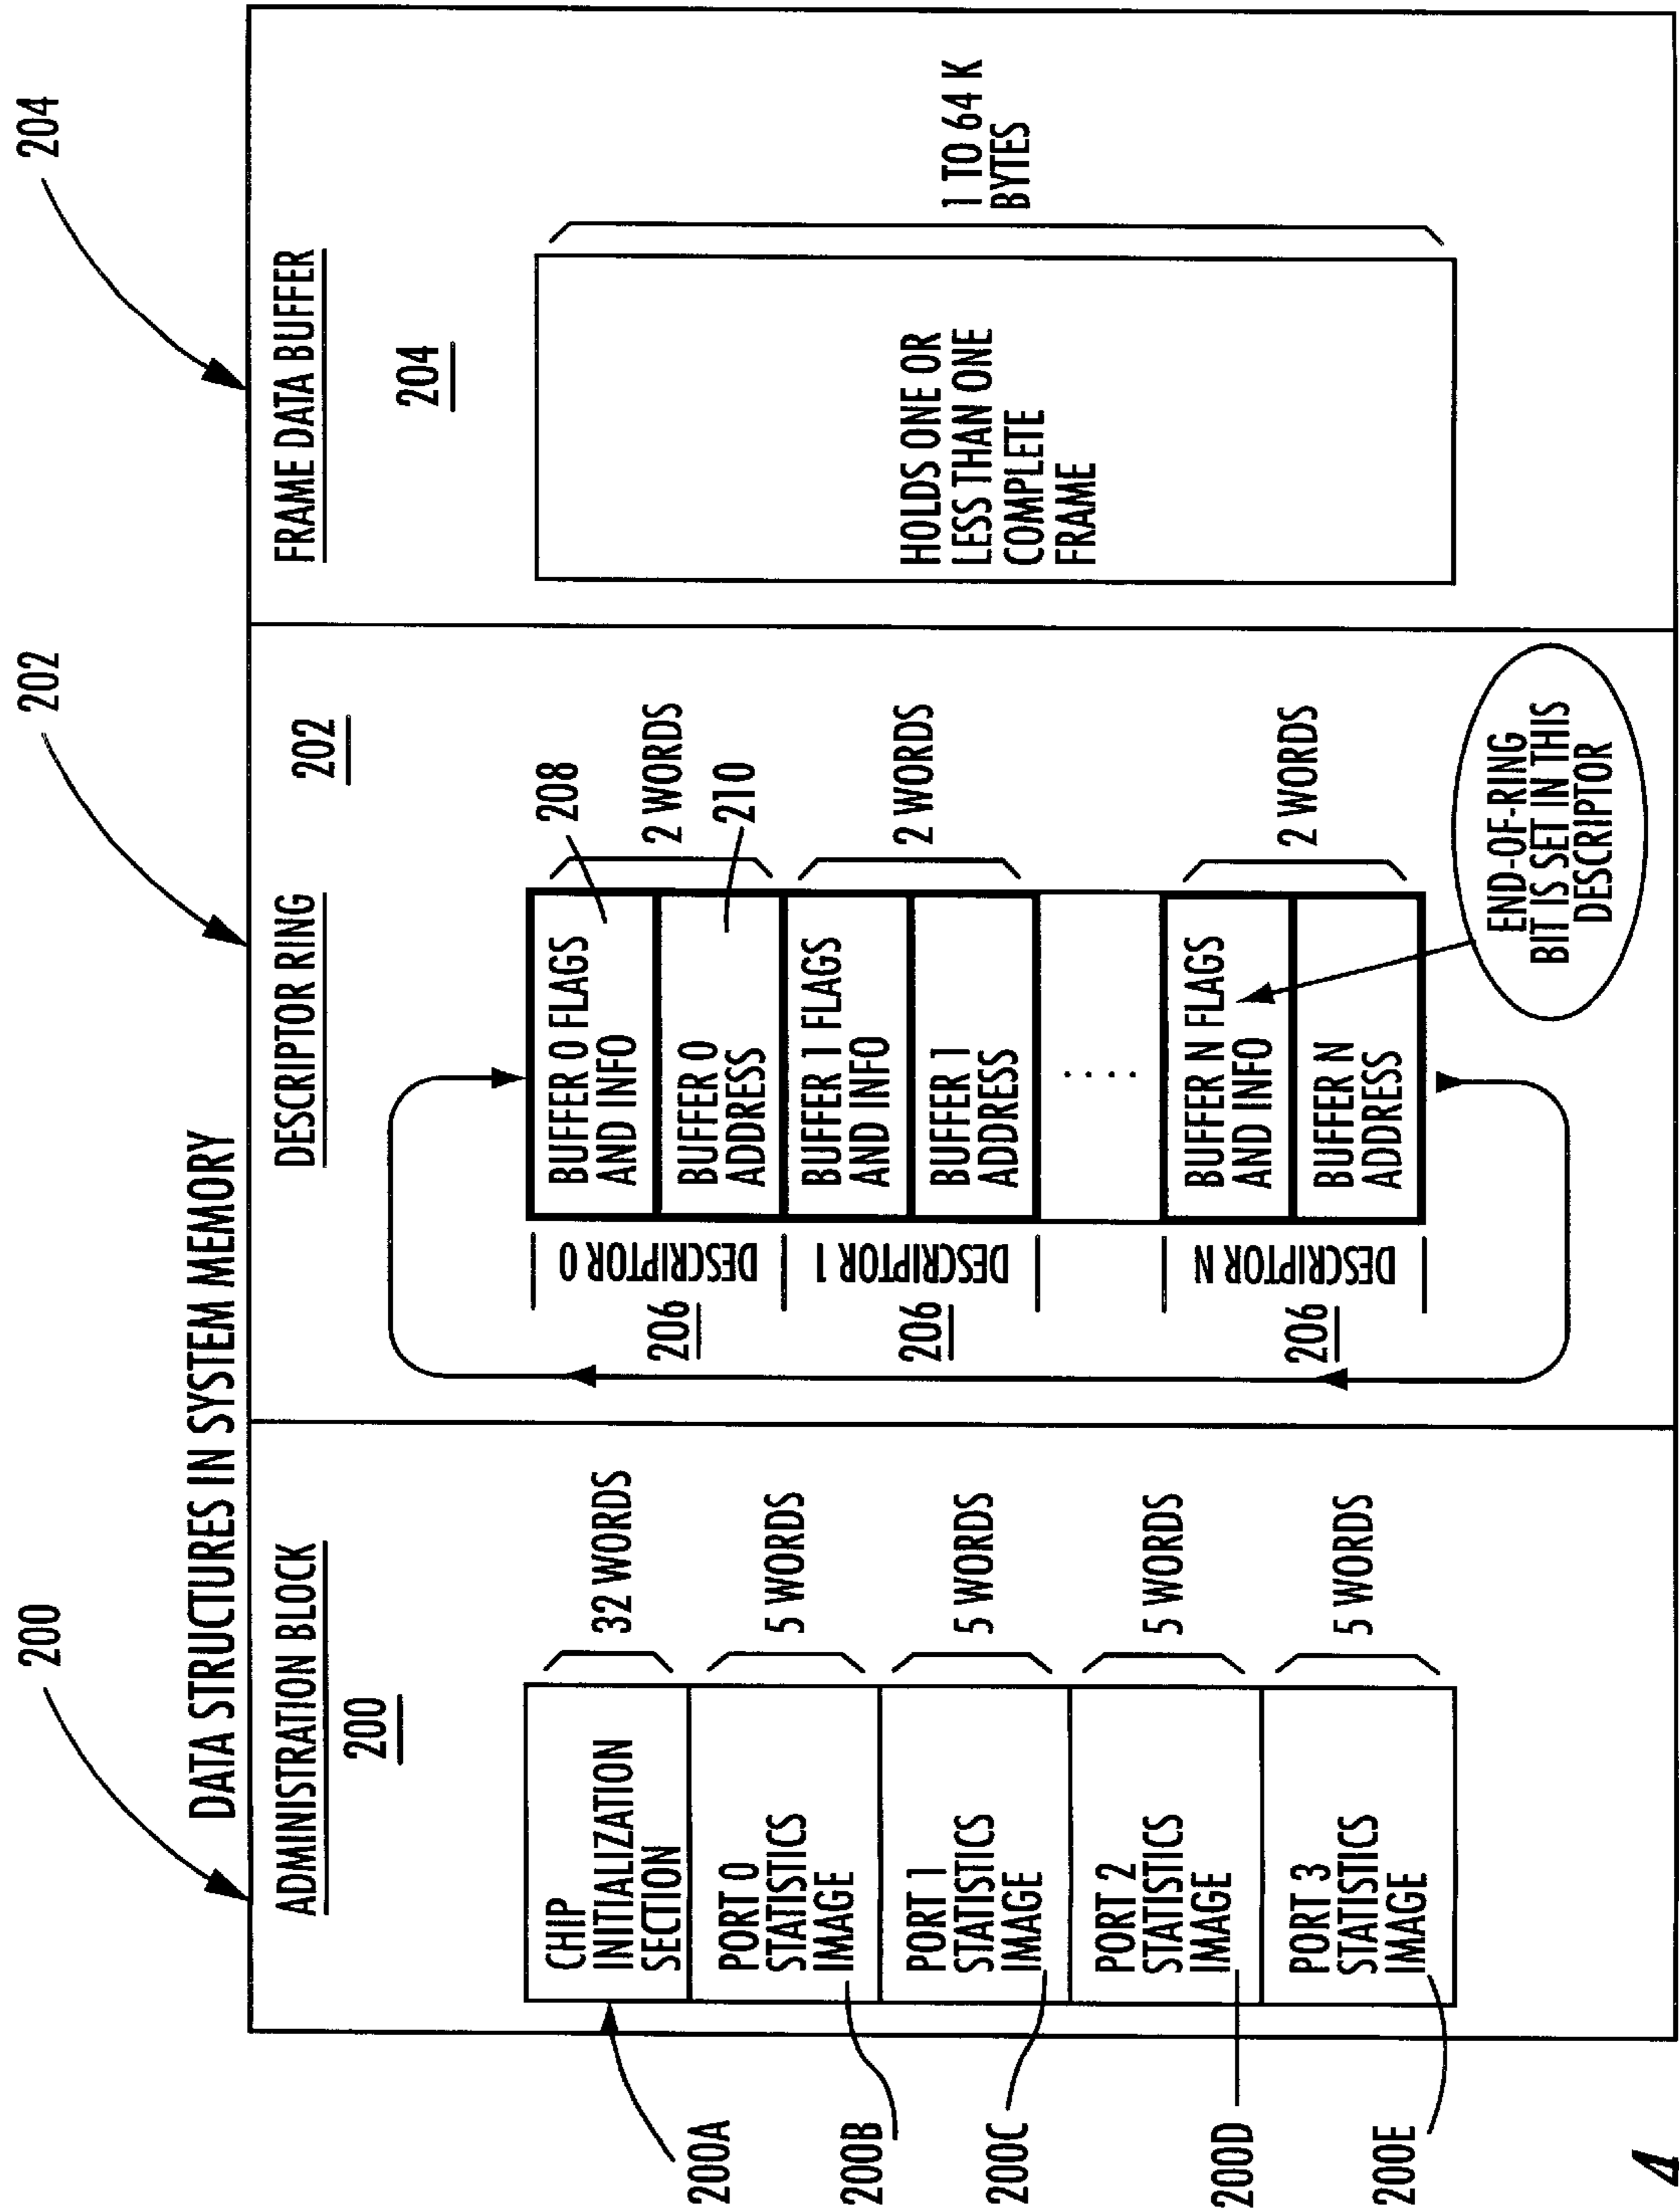 DATA STRUCTURES IN SYSTEM MEMORY
200
ADMINISTRATION BLOCK
200
CHIP
INITIALIZATION
SECTION
32 WORDS
200A
PORT 0
STATISTICS
IMAGE
5 WORDS
200B
PORT 1
STATISTICS
IMAGE
5 WORDS
200C
PORT 2
STATISTICS
IMAGE
5 WORDS
200D
PORT 3
STATISTICS
IMAGE
5 WORDS
200E
202
DESCRIPTOR RING
202
DESCRIPTOR 0
206
BUFFER 0 FLAGS
AND INFO
208
BUFFER 0
ADDRESS
210
2 WORDS
DESCRIPTOR 1
206
BUFFER 1 FLAGS
AND INFO
BUFFER 1
ADDRESS
2 WORDS
. . . .
DESCRIPTOR N
206
BUFFER N FLAGS
AND INFO
BUFFER N
ADDRESS
2 WORDS
END-OF-RING
BIT IS SET IN THIS
DESCRIPTOR
204
FRAME DATA BUFFER
204
HOLDS ONE OR
LESS THAN ONE
COMPLETE
FRAME
1 TO 64 K
BYTES